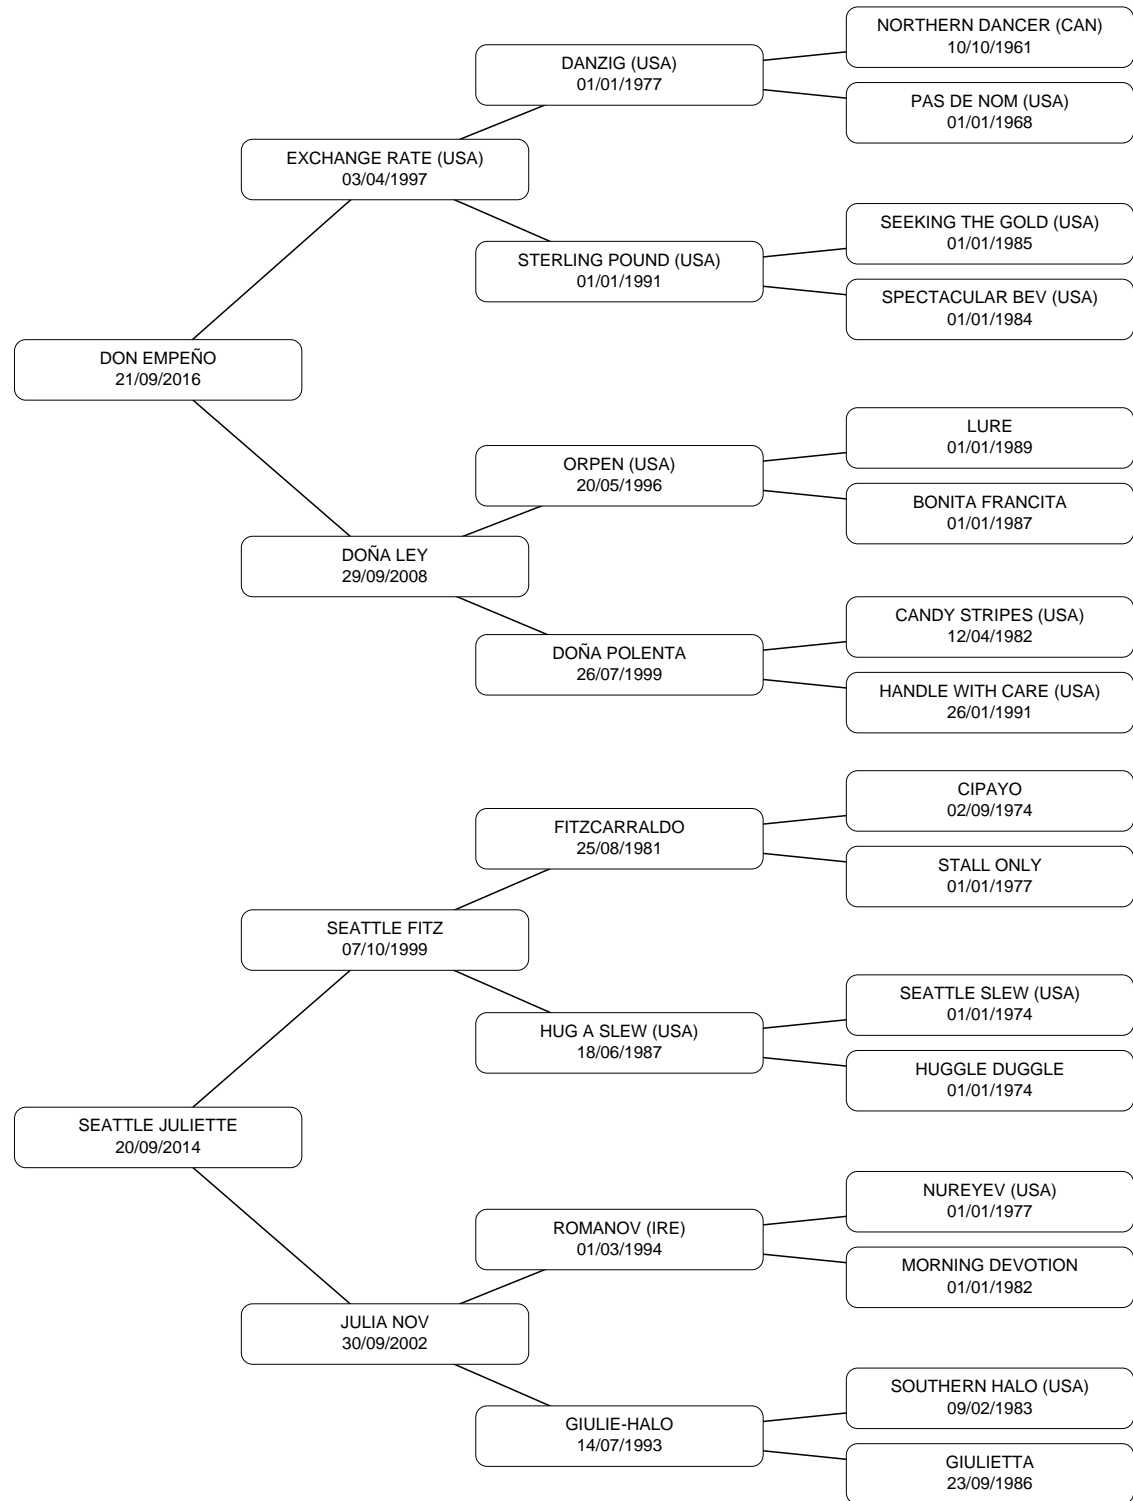 NORTHERN DANCER (CAN)
10/10/1961
DANZIG (USA)
01/01/1977
PAS DE NOM (USA)
01/01/1968
EXCHANGE RATE (USA)
03/04/1997
SEEKING THE GOLD (USA)
01/01/1985
STERLING POUND (USA)
01/01/1991
SPECTACULAR BEV (USA)
01/01/1984
DON EMPEÑO
21/09/2016
LURE
01/01/1989
ORPEN (USA)
20/05/1996
BONITA FRANCITA
01/01/1987
DOÑA LEY
29/09/2008
CANDY STRIPES (USA)
12/04/1982
DOÑA POLENTA
26/07/1999
HANDLE WITH CARE (USA)
26/01/1991
CIPAYO
02/09/1974
FITZCARRALDO
25/08/1981
STALL ONLY
01/01/1977
SEATTLE FITZ
07/10/1999
SEATTLE SLEW (USA)
01/01/1974
HUG A SLEW (USA)
18/06/1987
HUGGLE DUGGLE
01/01/1974
SEATTLE JULIETTE
20/09/2014
NUREYEV (USA)
01/01/1977
ROMANOV (IRE)
01/03/1994
MORNING DEVOTION
01/01/1982
JULIA NOV
30/09/2002
SOUTHERN HALO (USA)
09/02/1983
GIULIE-HALO
14/07/1993
GIULIETTA
23/09/1986